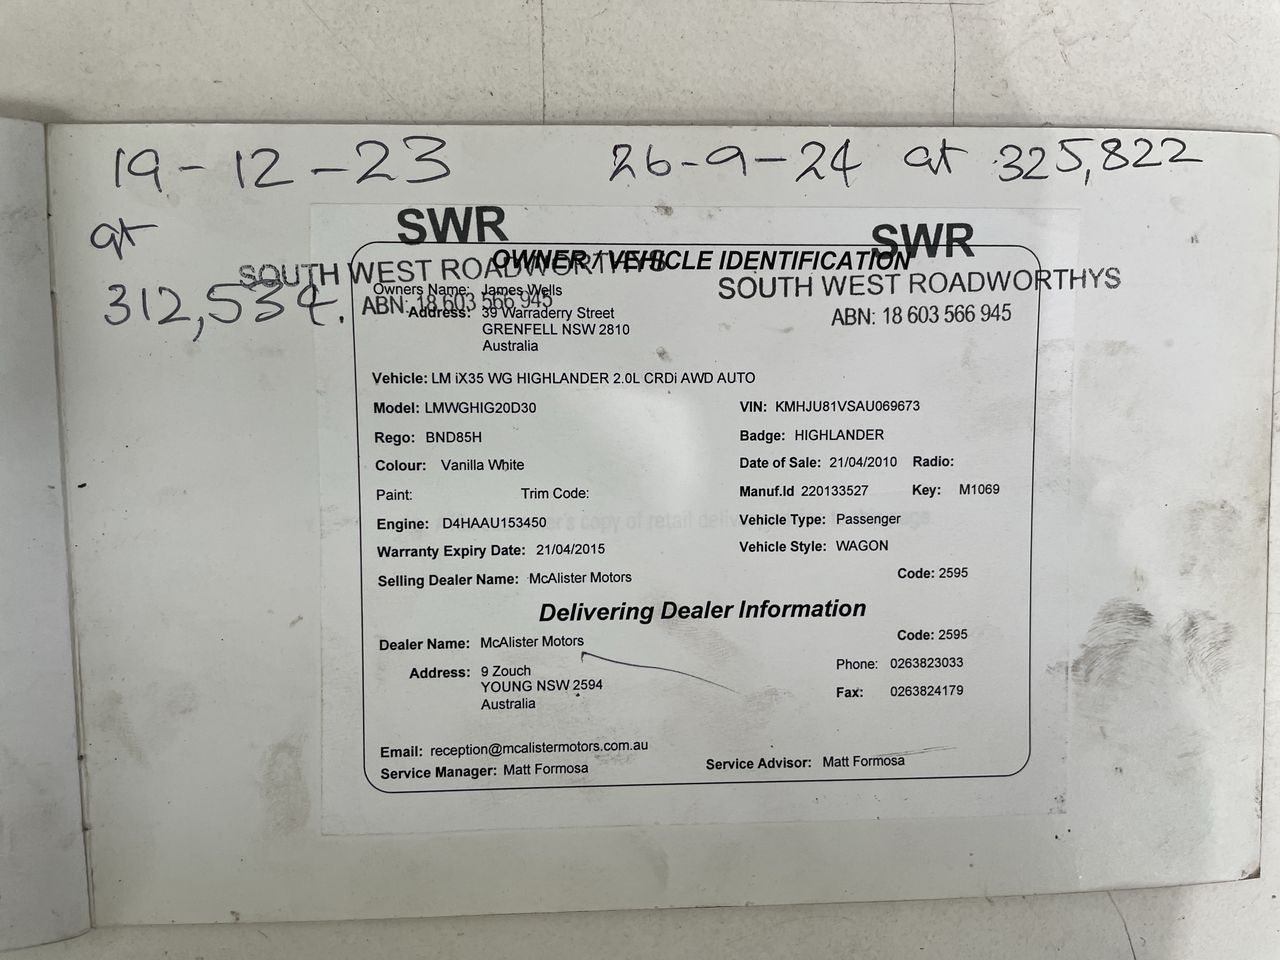 19-12-23
at
312,534.
26-9-24 at 325,822
SWR
SOUTH WEST ROADWORTHYS
ABN: 18 603 566 945
SWR
SOUTH WEST ROADWORTHYS
ABN: 18 603 566 945
OWNER / VEHICLE IDENTIFICATION
Owners Name: James Wells
Address: 39 Warraderry Street
GRENFELL NSW 2810
Australia
Vehicle: LM iX35 WG HIGHLANDER 2.0L CRDi AWD AUTO
Model: LMWGHIG20D30 VIN: KMHJU81VSAU069673
Rego: BND85H Badge: HIGHLANDER
Colour: Vanilla White Date of Sale: 21/04/2010 Radio:
Paint: Trim Code: Manuf.Id 220133527 Key: M1069
Engine: D4HAAU153450 Vehicle Type: Passenger
Warranty Expiry Date: 21/04/2015 Vehicle Style: WAGON
Selling Dealer Name: McAlister Motors Code: 2595
Delivering Dealer Information
Dealer Name: McAlister Motors Code: 2595
Address: 9 Zouch Phone: 0263823033
YOUNG NSW 2594 Fax: 0263824179
Australia
Email: reception@mcalistermotors.com.au
Service Manager: Matt Formosa Service Advisor: Matt Formosa